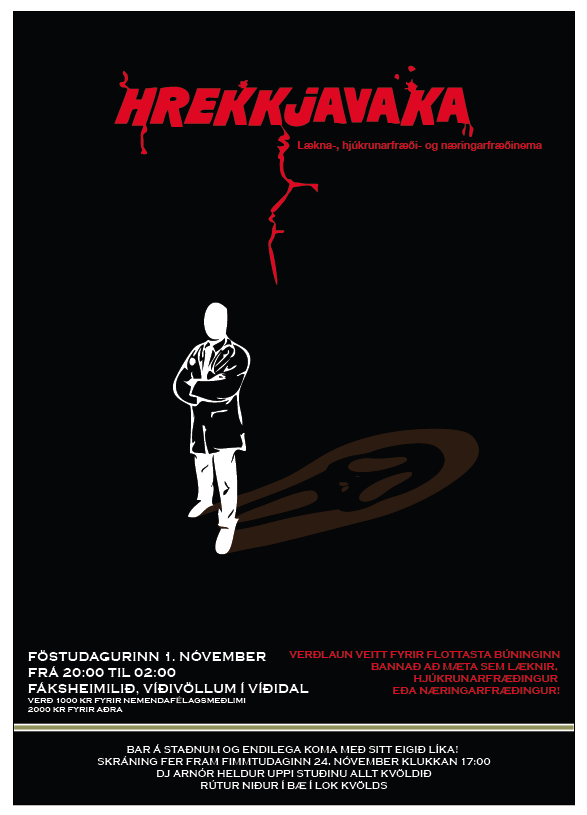 HREKKJAVAKA
Lækna-, hjúkrunarfræði- og næringarfræðinema
FÖSTUDAGURINN 1. NÓVEMBER
FRÁ 20:00 TIL 02:00
FÁKSHEIMILIÐ, VÍÐIVÖLLUM Í VÍÐIDAL
VERÐ 1000 KR FYRIR NEMENDAFÉLAGSMEÐLIMI
2000 KR FYRIR AÐRA
VERÐLAUN VEITT FYRIR FLOTTASTA BÚNINGINN
BANNAÐ AÐ MÆTA SEM LÆKNIR,
HJÚKRUNARFRÆÐINGUR
EÐA NÆRINGARFRÆÐINGUR!
BAR Á STAÐNUM OG ENDILEGA KOMA MEÐ SITT EIGIÐ LÍKA!
SKRÁNING FER FRAM FIMMTUDAGINN 24. NÓVEMBER KLUKKAN 17:00
DJ ARNÓR HELDUR UPPI STUÐINU ALLT KVÖLDIÐ
RÚTUR NIÐUR Í BÆ Í LOK KVÖLDS